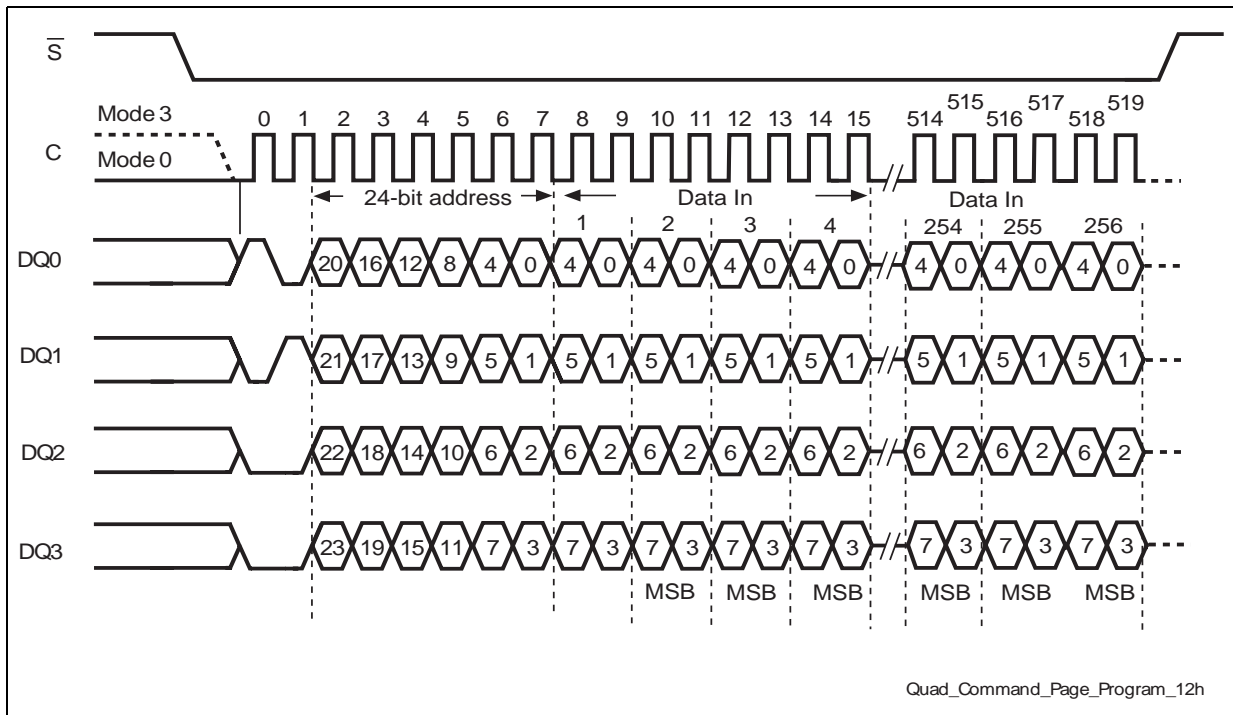 S
Mode 3
C
Mode 0
0 1 2 3 4 5 6 7 8 9 10 11 12 13 14 15 514 515 516 517 518 519
24-bit address Data In Data In
1 2 3 4 254 255 256
DQ0 20 16 12 8 4 0 4 0 4 0 4 0 4 0 4 0 4 0 4 0
DQ1 21 17 13 9 5 1 5 1 5 1 5 1 5 1 5 1 5 1 5 1
DQ2 22 18 14 10 6 2 6 2 6 2 6 2 6 2 6 2 6 2 6 2
DQ3 23 19 15 11 7 3 7 3 7 3 7 3 7 3 7 3 7 3 7 3
MSB MSB MSB MSB MSB MSB
Quad_Command_Page_Program_12h